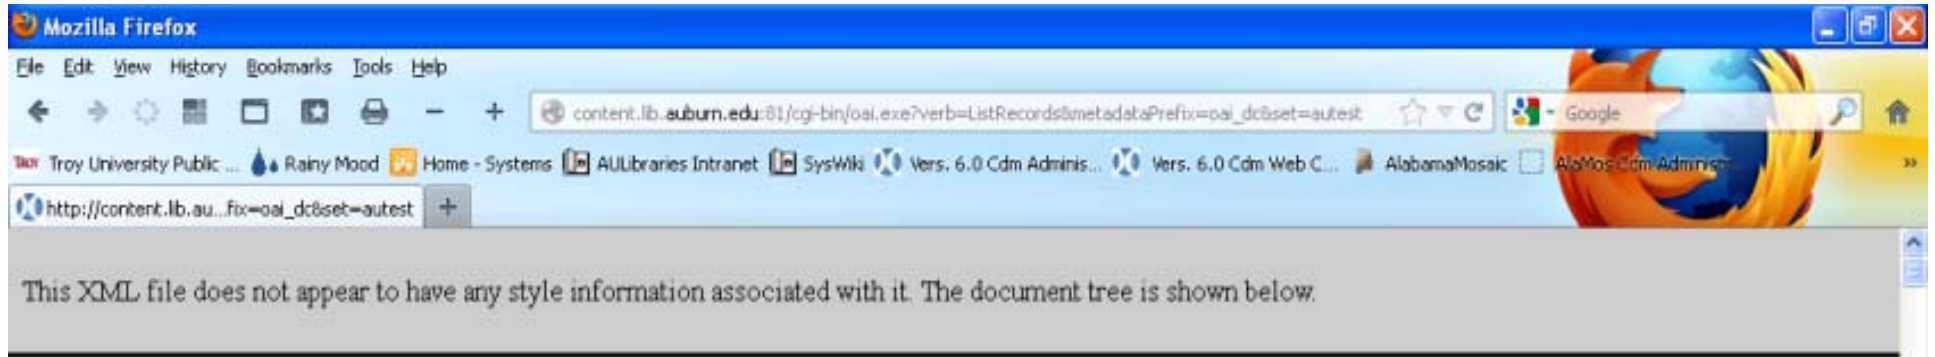 Mozilla Firefox
File Edit View History Bookmarks Tools Help
content.lib.auburn.edu:81/cgi-bin/oai.exe?verb=ListRecords&metadataPrefix=oai_dc&set=autest Google
TROY Troy University Public ... Rainy Mood Home - Systems AULibraries Intranet SysWiki Vers. 6.0 Cdm Adminis... Vers. 6.0 Cdm Web C... AlabamaMosaic AlaMos Cdm Administr... »
http://content.lib.au...fix=oai_dc&set=autest +
This XML file does not appear to have any style information associated with it. The document tree is shown below.